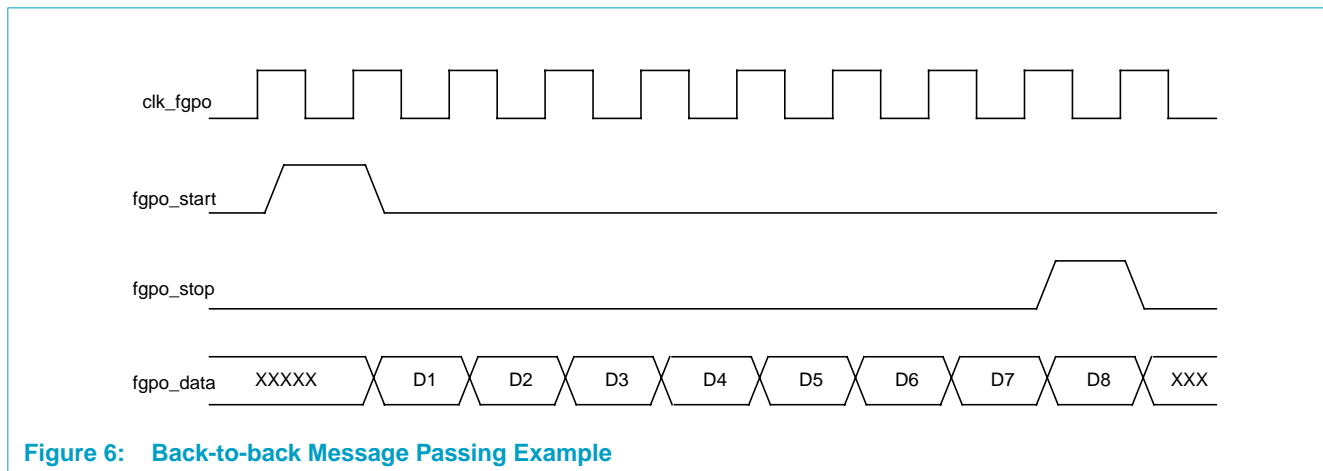 clk_fgpo
fgpo_start
fgpo_stop
fgpo_data XXXXX D1 D2 D3 D4 D5 D6 D7 D8 XXX
Figure 6: Back-to-back Message Passing Example